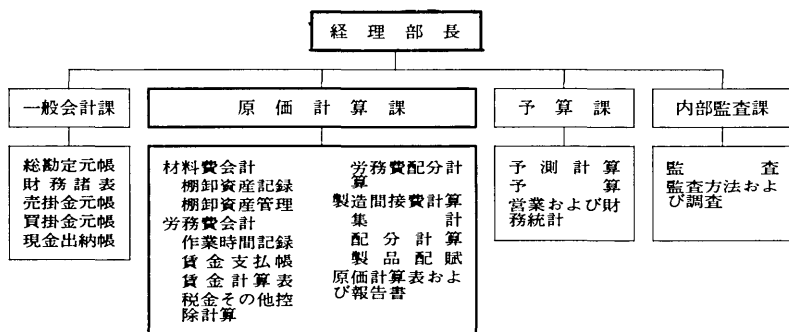 経理部長
一般会計課
原価計算課
予算課
内部監査課
総勘定元帳
財務諸表
売掛金元帳
買掛金元帳
現金出納帳
材料費会計
棚卸資産記録
棚卸資産管理
労務費会計
作業時間記録
賃金支払帳
賃金計算表
税金その他控
除計算
労務費配分計
算
製造間接費計算
集計
配分計算
製品配賦
原価計算表およ
び報告書
予測計算
予算
営業および財
務統計
監査
監査方法およ
び調査